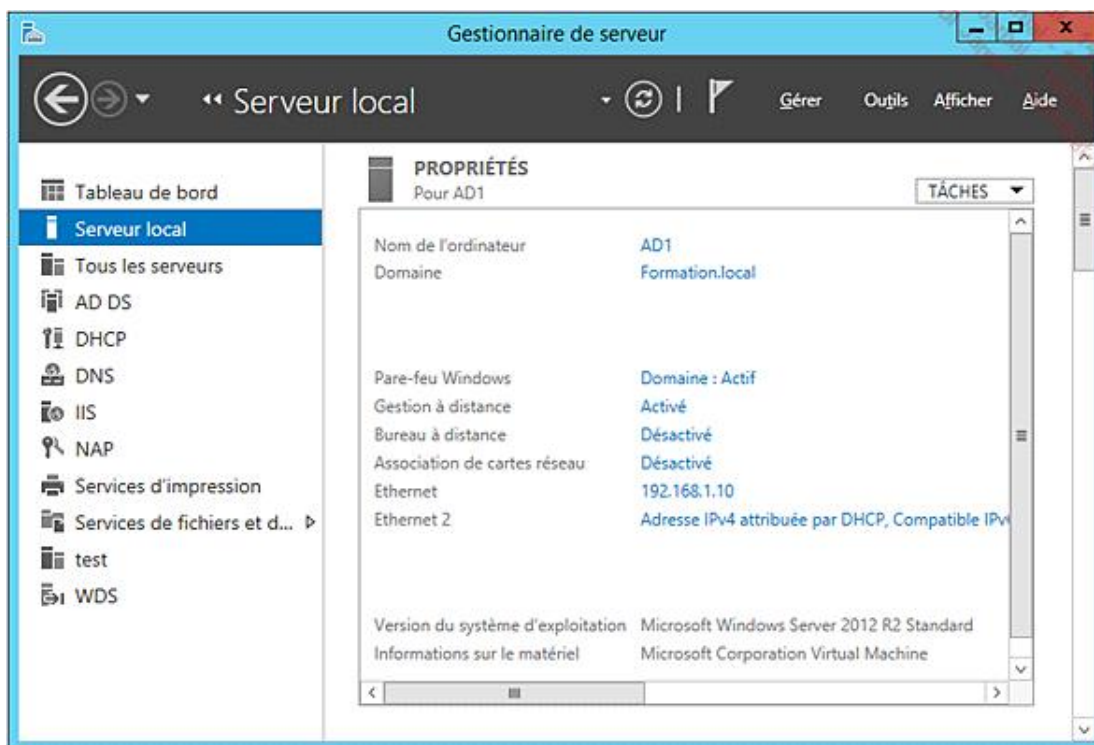 Gestionnaire de serveur
Serveur local
Gérer Outils Afficher Aide
Tableau de bord
Serveur local
Tous les serveurs
AD DS
DHCP
DNS
IIS
NAP
Services d'impression
Services de fichiers et d...
test
WDS
PROPRIÉTÉS
Pour AD1
TÂCHES
Nom de l'ordinateur AD1
Domaine Formation.local
Pare-feu Windows Domaine : Actif
Gestion à distance Activé
Bureau à distance Désactivé
Association de cartes réseau Désactivé
Ethernet 192.168.1.10
Ethernet 2 Adresse IPv4 attribuée par DHCP, Compatible IPv
Version du système d'exploitation Microsoft Windows Server 2012 R2 Standard
Informations sur le matériel Microsoft Corporation Virtual Machine